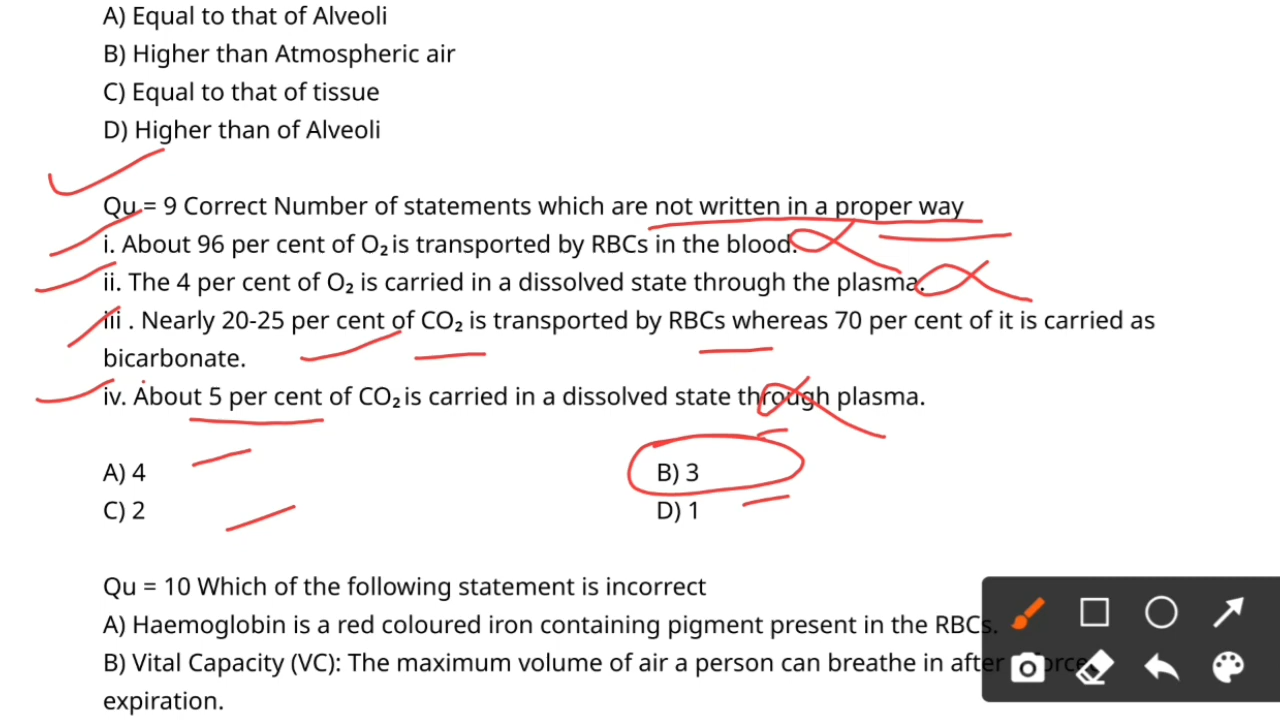 A) Equal to that of Alveoli
B) Higher than Atmospheric air
C) Equal to that of tissue
D) Higher than of Alveoli
Qu = 9 Correct Number of statements which are not written in a proper way
i. About 96 per cent of O₂ is transported by RBCs in the blood.
ii. The 4 per cent of O₂ is carried in a dissolved state through the plasma.
iii . Nearly 20-25 per cent of CO₂ is transported by RBCs whereas 70 per cent of it is carried as
bicarbonate.
iv. About 5 per cent of CO₂ is carried in a dissolved state through plasma.
A) 4 B) 3
C) 2 D) 1
Qu = 10 Which of the following statement is incorrect
A) Haemoglobin is a red coloured iron containing pigment present in the RBCs.
B) Vital Capacity (VC): The maximum volume of air a person can breathe in after
expiration.